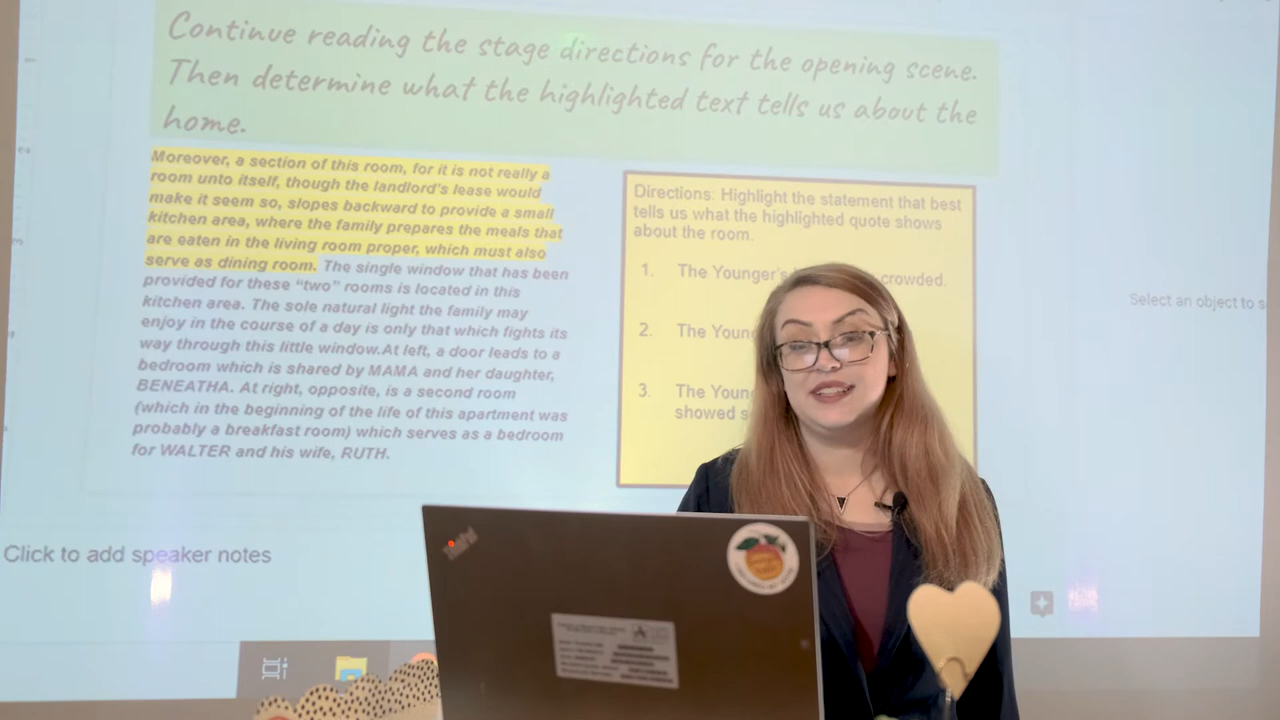 Continue reading the stage directions for the opening scene.
Then determine what the highlighted text tells us about the
home.
Moreover, a section of this room, for it is not really a
room unto itself, though the landlord's lease would
make it seem so, slopes backward to provide a small
kitchen area, where the family prepares the meals that
are eaten in the living room proper, which must also
serve as dining room. The single window that has been
provided for these “two” rooms is located in this
kitchen area. The sole natural light the family may
enjoy in the course of a day is only that which fights its
way through this little window.At left, a door leads to a
bedroom which is shared by MAMA and her daughter,
BENEATHA. At right, opposite, is a second room
(which in the beginning of the life of this apartment was
probably a breakfast room) which serves as a bedroom
for WALTER and his wife, RUTH.
Directions: Highlight the statement that best
tells us what the highlighted quote shows
about the room.
1. The Younger's crowded.
2. The
3. The
showed
Select an object to
Click to add speaker notes